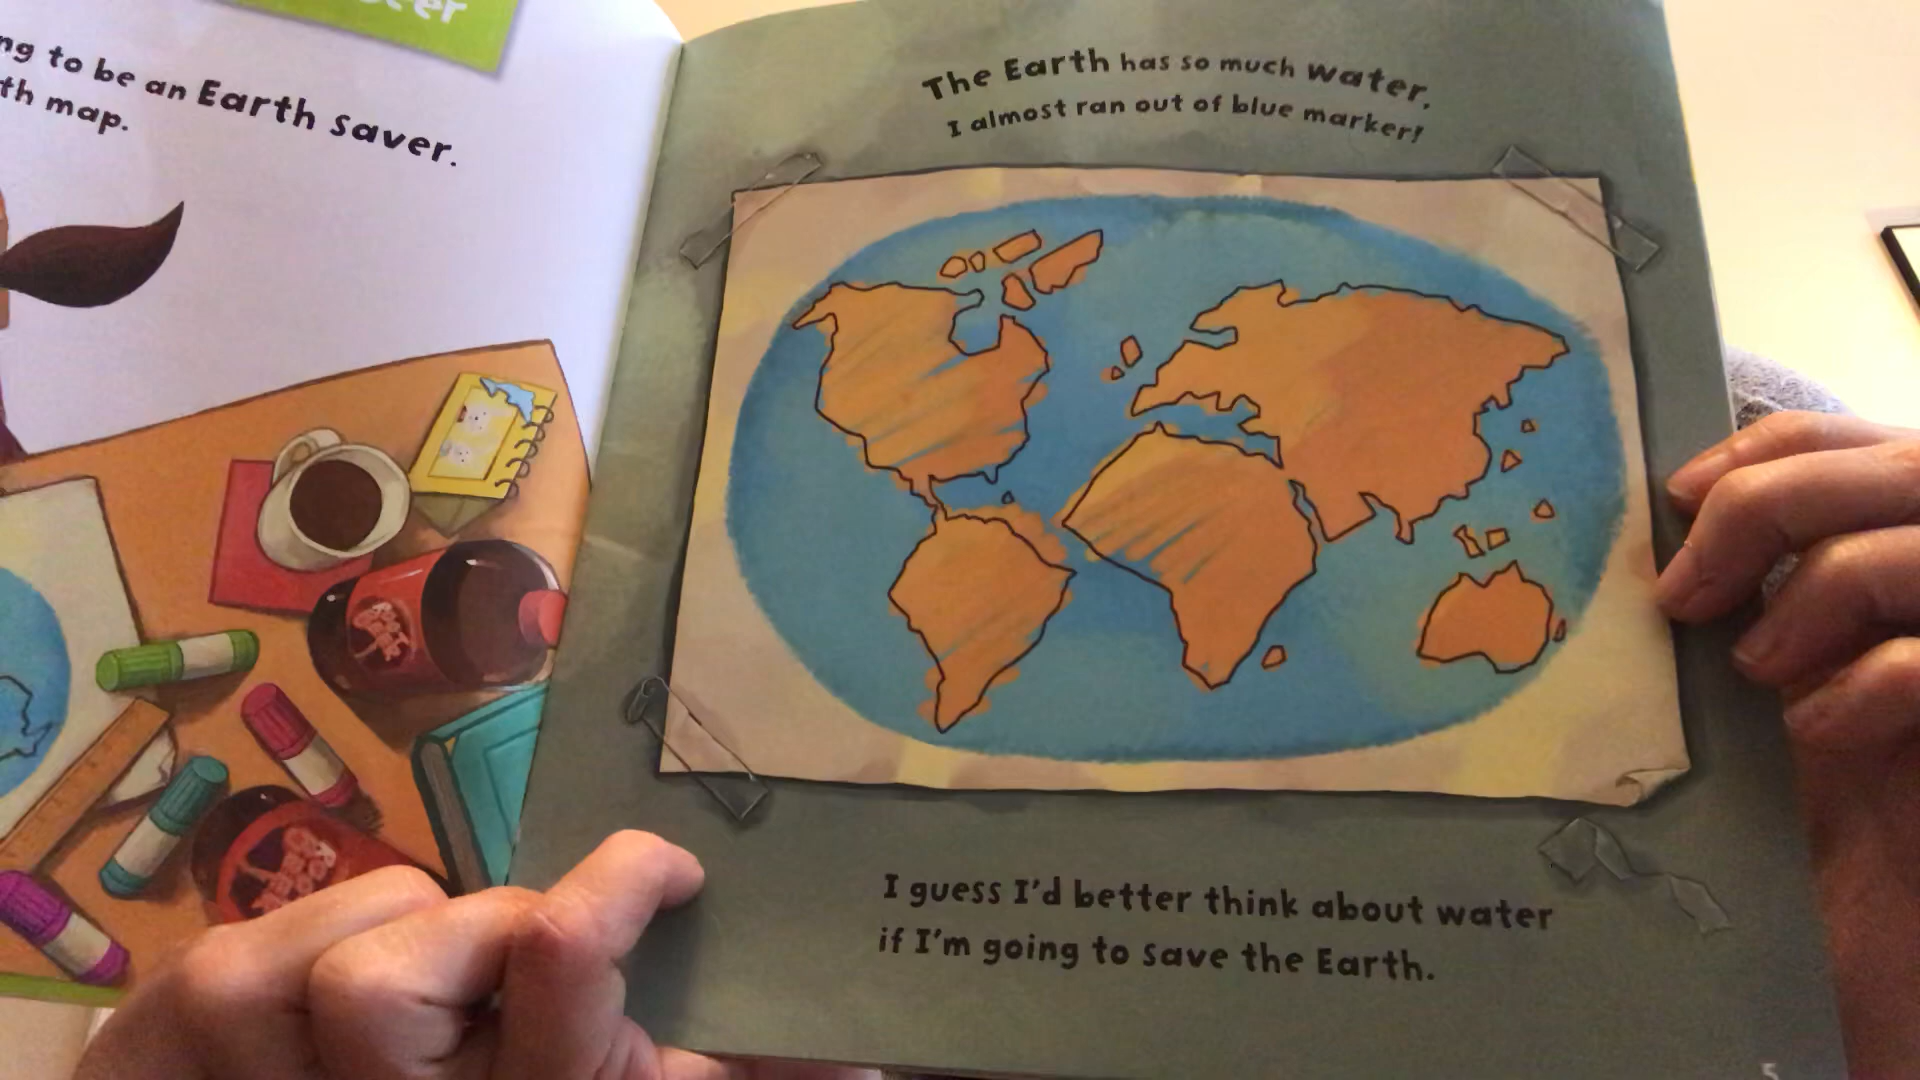 ng to be an Earth saver.
th map.
The Earth has so much water,
I almost ran out of blue marker!
I guess I'd better think about water
if I'm going to save the Earth.
5